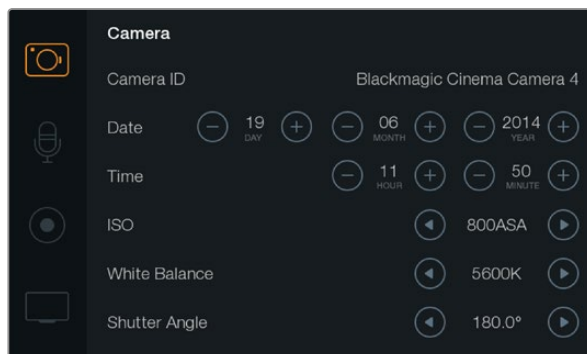 Camera
Camera ID Blackmagic Cinema Camera 4
Date 19 DAY 06 MONTH 2014 YEAR
Time 11 HOUR 50 MINUTE
ISO 800ASA
White Balance 5600K
Shutter Angle 180.0°